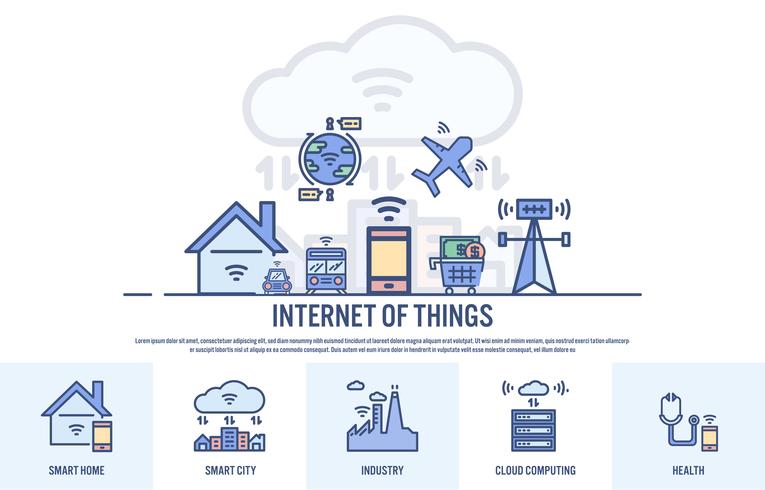 INTERNET OF THINGS
Lorem ipsum dolor sit amet, consectetuer adipiscing elit, sed diam nonummy nibh euismod tincidunt ut laoreet dolore magna aliquam erat volutpat. Ut wisi enim ad minim veniam, quis nostrud exerci tation ullamcorp
er suscipit lobortis nisl ut aliquip ex ea commodo consequat. Duis autem vel eum iriure dolor in hendrerit in vulputate velit esse molestie consequat, vel illum dolore eu
SMART HOME
SMART CITY
INDUSTRY
CLOUD COMPUTING
HEALTH